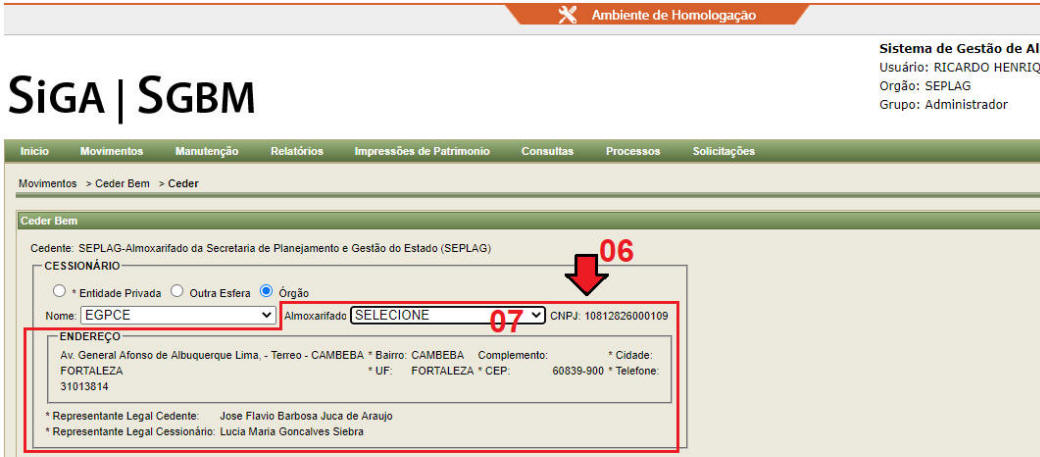 Ambiente de Homologação
Sistema de Gestão de Al
Usuário: RICARDO HENRIQ
Orgão: SEPLAG
Grupo: Administrador
SIGA | SGBM
Inicio Movimentos Manutenção Relatórios Impressões de Patrimonio Consultas Processos Solicitações
Movimentos > Ceder Bem > Ceder
Ceder Bem
Cedente: SEPLAG-Almoxarifado da Secretaria de Planejamento e Gestão do Estado (SEPLAG)
06
CESSIONÁRIO
* Entidade Privada Outra Esfera Órgão
Nome: EGPCE Almoxarifado SELECIONE 07 CNPJ: 10812826000109
ENDEREÇO
Av. General Afonso de Albuquerque Lima, - Terreo - CAMBEBA * Bairro: CAMBEBA Complemento: * Cidade:
FORTALEZA * UF: FORTALEZA * CEP: 60839-900 * Telefone:
31013814
* Representante Legal Cedente: Jose Flavio Barbosa Juca de Araujo
* Representante Legal Cessionário: Lucia Maria Goncalves Siebra